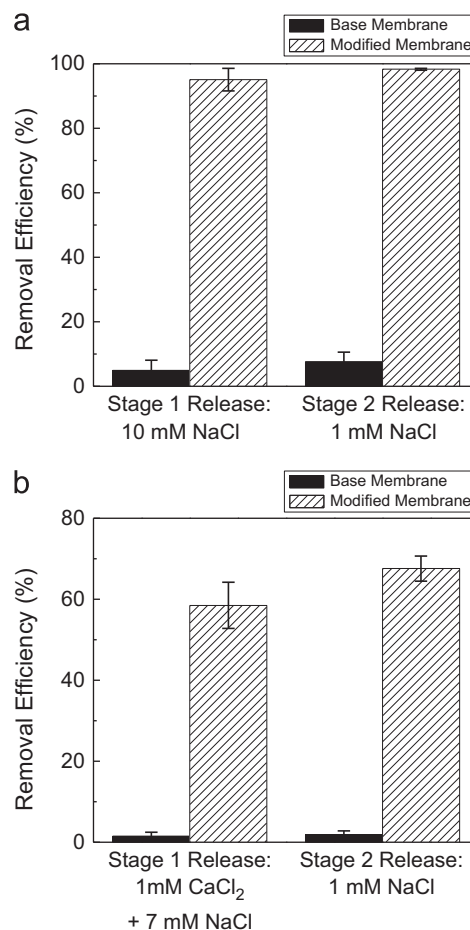 a
Base Membrane
Modified Membrane
100
80
60
40
20
0
Removal Efficiency (%)
Stage 1 Release:
10 mM NaCl
Stage 2 Release:
1 mM NaCl
b
Base Membrane
Modified Membrane
80
60
40
20
0
Removal Efficiency (%)
Stage 1 Release:
1mM CaCl₂
+ 7 mM NaCl
Stage 2 Release:
1 mM NaCl